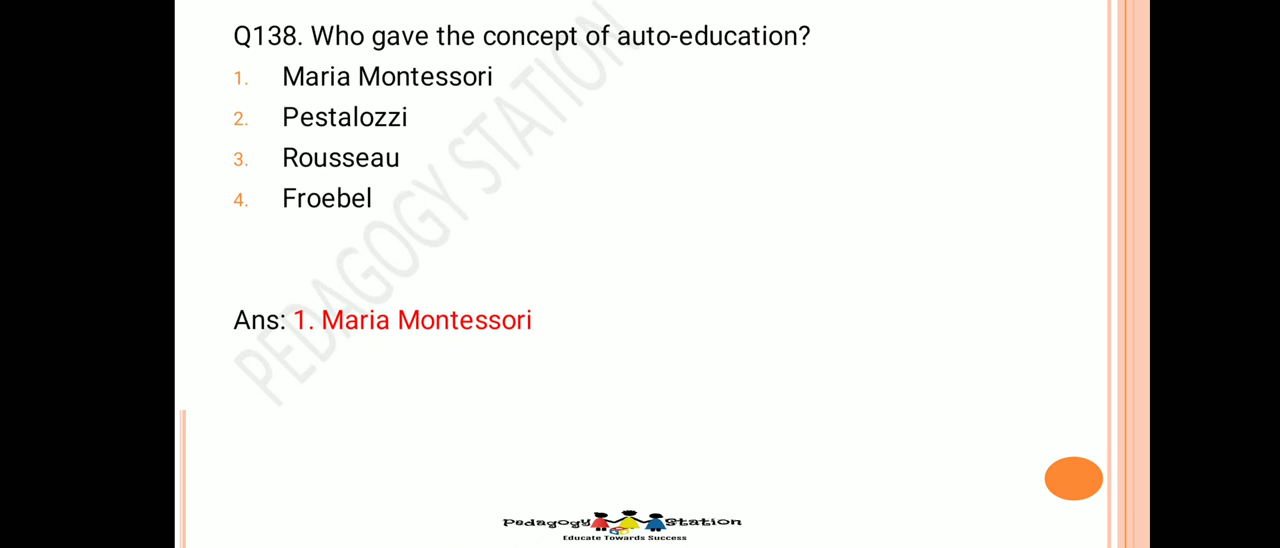 Q138. Who gave the concept of auto-education?
1. Maria Montessori
2. Pestalozzi
3. Rousseau
4. Froebel
PEDAGOGY STATION
Ans: 1. Maria Montessori
Pedagogy Station
Educate Towards Success